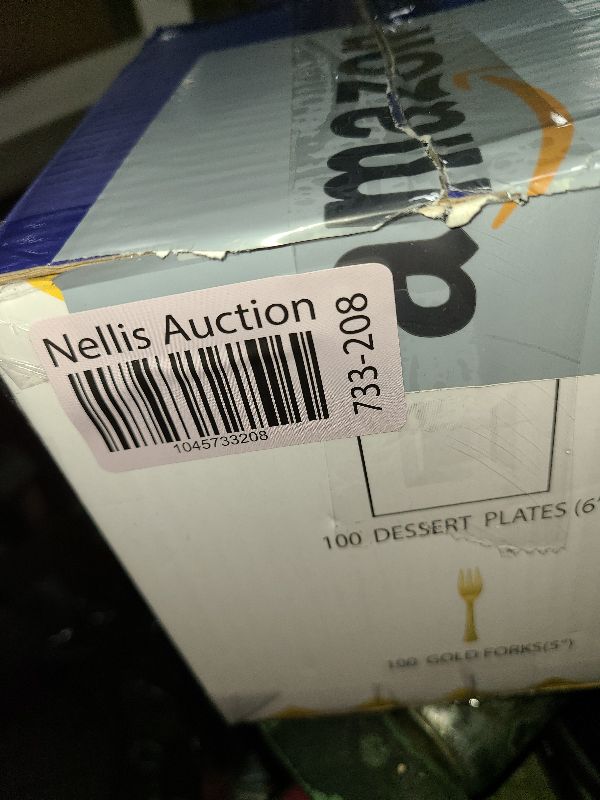 amazon
Nellis Auction
733-208
1045733208
100 DESSERT PLATES (6"
100 GOLD FORKS(5")